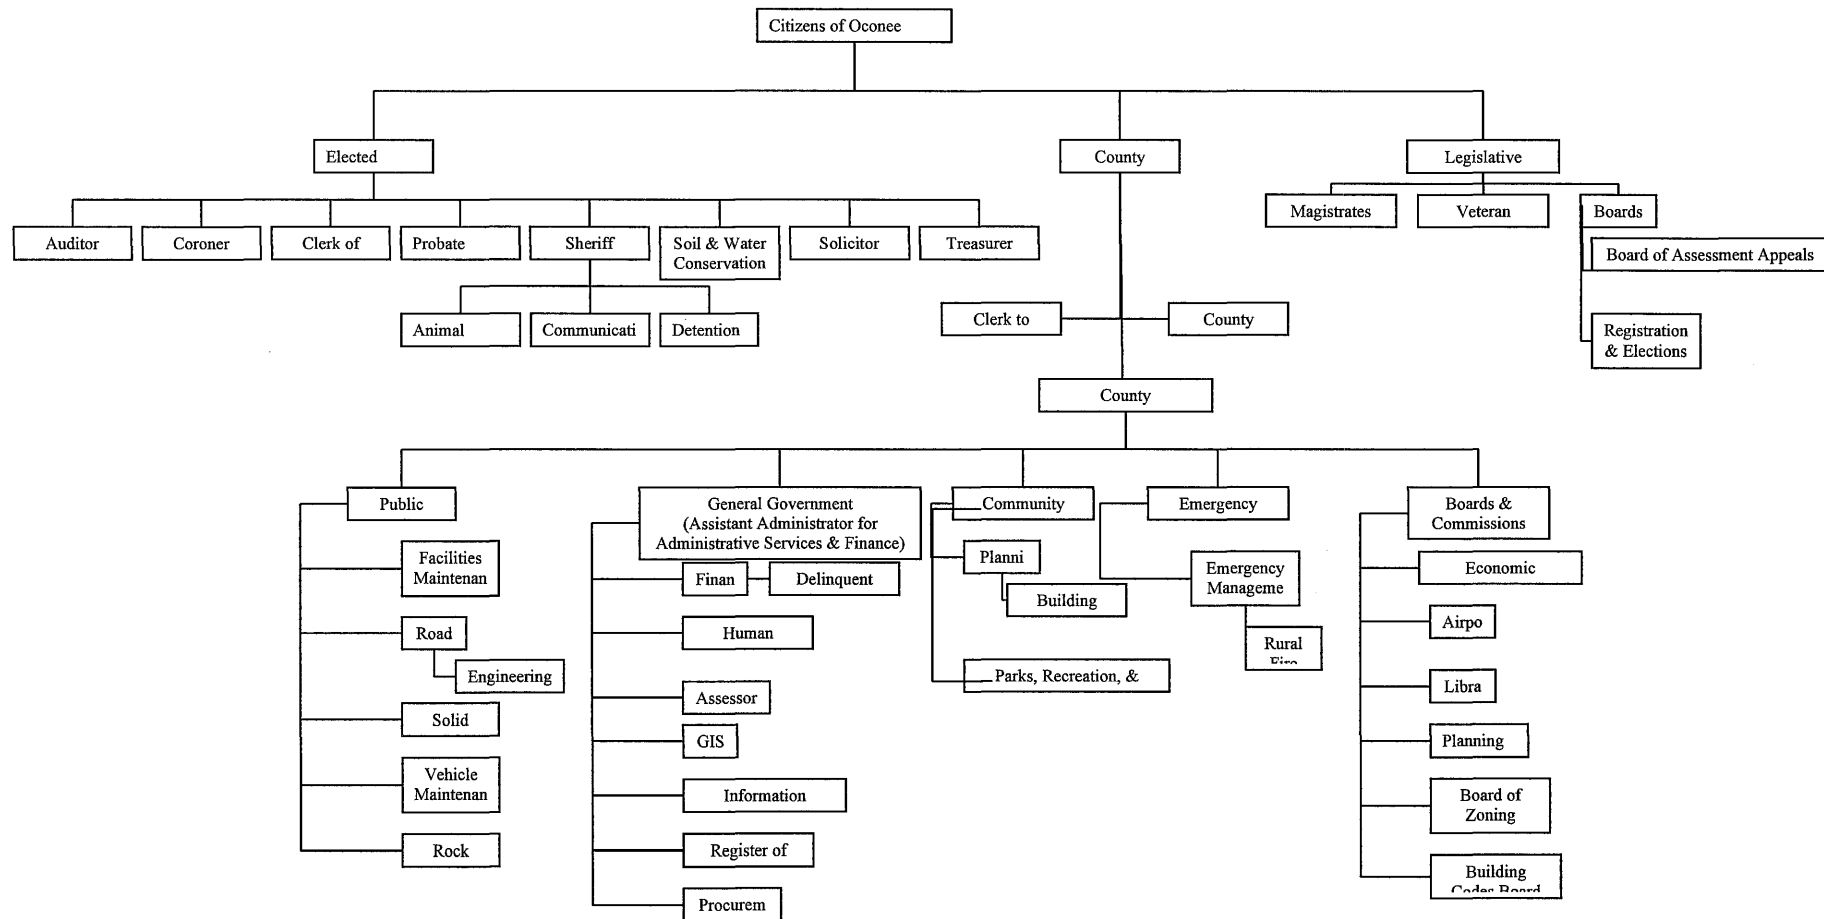 Citizens of Oconee
Elected
County
Legislative
Magistrates
Veteran
Boards
Auditor
Coroner
Clerk of
Probate
Sheriff
Soil & Water
Conservation
Solicitor
Treasurer
Board of Assessment Appeals
Animal
Communicati
Detention
Clerk to
County
Registration
& Elections
County
Public
Facilities
Maintenan
Road
Engineering
Solid
Vehicle
Maintenan
Rock
General Government
(Assistant Administrator for
Administrative Services & Finance)
Finan
Delinquent
Human
Assessor
GIS
Information
Register of
Procurem
Community
Planni
Building
Parks, Recreation, &
Emergency
Emergency
Manageme
Rural
Fire
Boards &
Commissions
Economic
Airpo
Libra
Planning
Board of
Zoning
Building
Codes Board